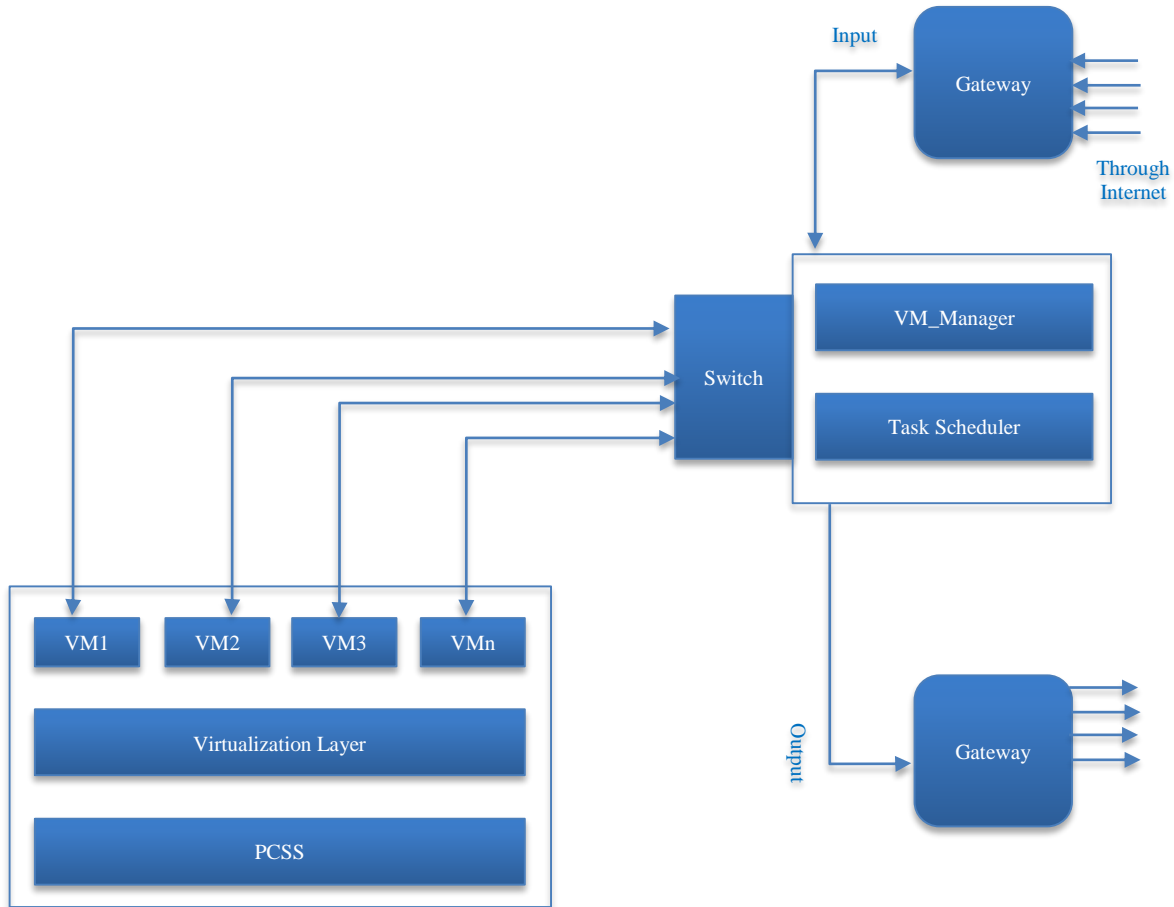 Input
Gateway
Through
Internet
VM_Manager
Switch
Task Scheduler
VM1
VM2
VM3
VMn
Virtualization Layer
Output
Gateway
PCSS